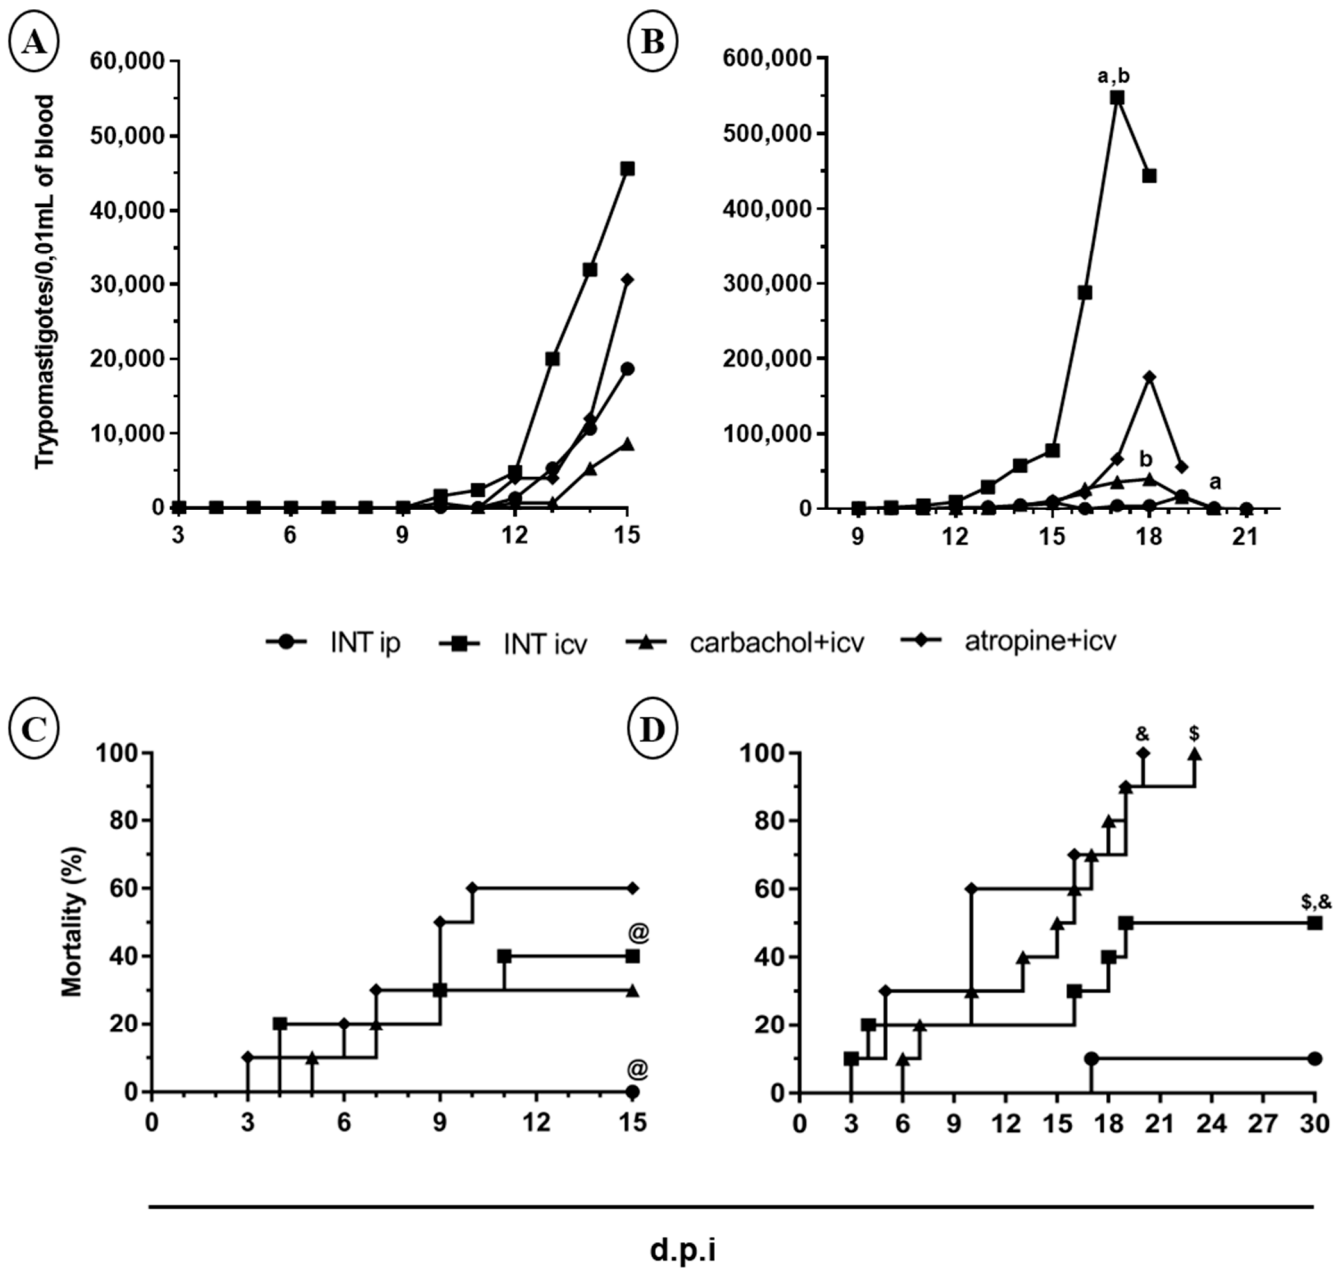 A
B
60,000
50,000
40,000
30,000
20,000
10,000
0
Trypomastigotes/0,01mL of blood
3 6 9 12 15
600,000
500,000
400,000
300,000
200,000
100,000
0
a,b
b
a
9 12 15 18 21
INT ip INT icv carbachol+icv atropine+icv
C
D
100
80
60
40
20
0
Mortality (%)
@
@
0 3 6 9 12 15
100
80
60
40
20
0
& $
$,&
0 3 6 9 12 15 18 21 24 27 30
d.p.i